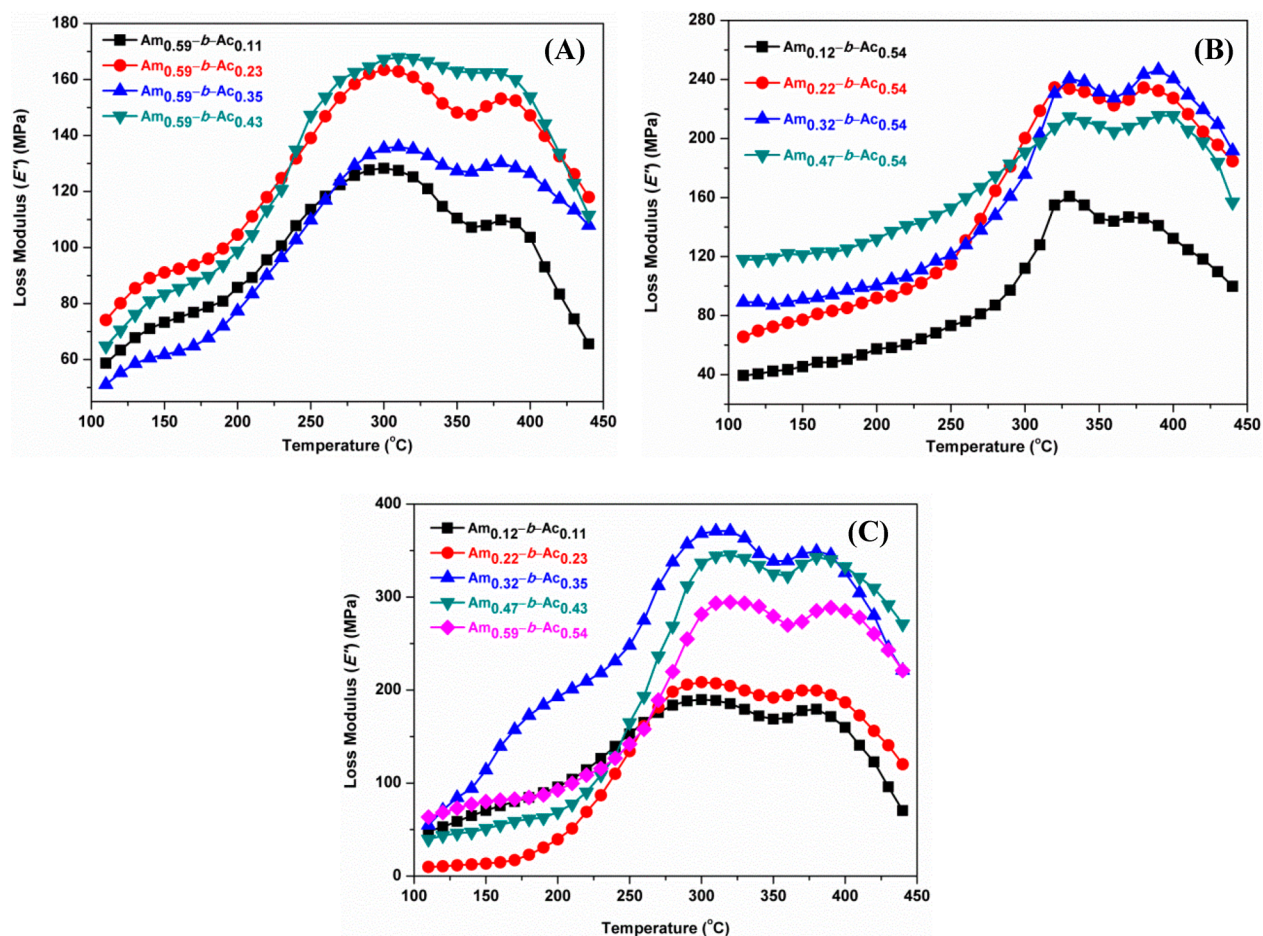 (A)
Am0.59–b–Ac0.11
Am0.59–b–Ac0.23
Am0.59–b–Ac0.35
Am0.59–b–Ac0.43
Loss Modulus (E") (MPa)
180
160
140
120
100
80
60
100 150 200 250 300 350 400 450
Temperature (°C)
(B)
Am0.12–b–Ac0.54
Am0.22–b–Ac0.54
Am0.32–b–Ac0.54
Am0.47–b–Ac0.54
Loss Modulus (E") (MPa)
280
240
200
160
120
80
40
100 150 200 250 300 350 400 450
Temperature (°C)
(C)
Am0.12–b–Ac0.11
Am0.22–b–Ac0.23
Am0.32–b–Ac0.35
Am0.47–b–Ac0.43
Am0.59–b–Ac0.54
Loss Modulus (E") (MPa)
400
300
200
100
0
100 150 200 250 300 350 400 450
Temperature (°C)